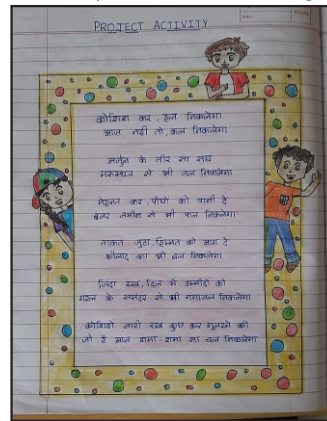 PROJECT ACTIVITY
कोशिश कर, हल निकलेगा
आज नही तो, कल निकलेगा
अर्जुन के तीर सा सध
मरूस्थल से भी जल निकलेगा
मेहनत कर, पौधों को पानी दे
बंजर जमीन से भी फल निकलेगा
ताकत जुटा, हिम्मत को आग दे
फौलाद का भी बल निकलेगा
जिंदा रख, दिल में उम्मीदों को
गरल के समंदर से भी गंगाजल निकलेगा
कोशिशें जारी रख कुछ कर गुजरने की
जो है आज थमा-थमा सा चल निकलेगा